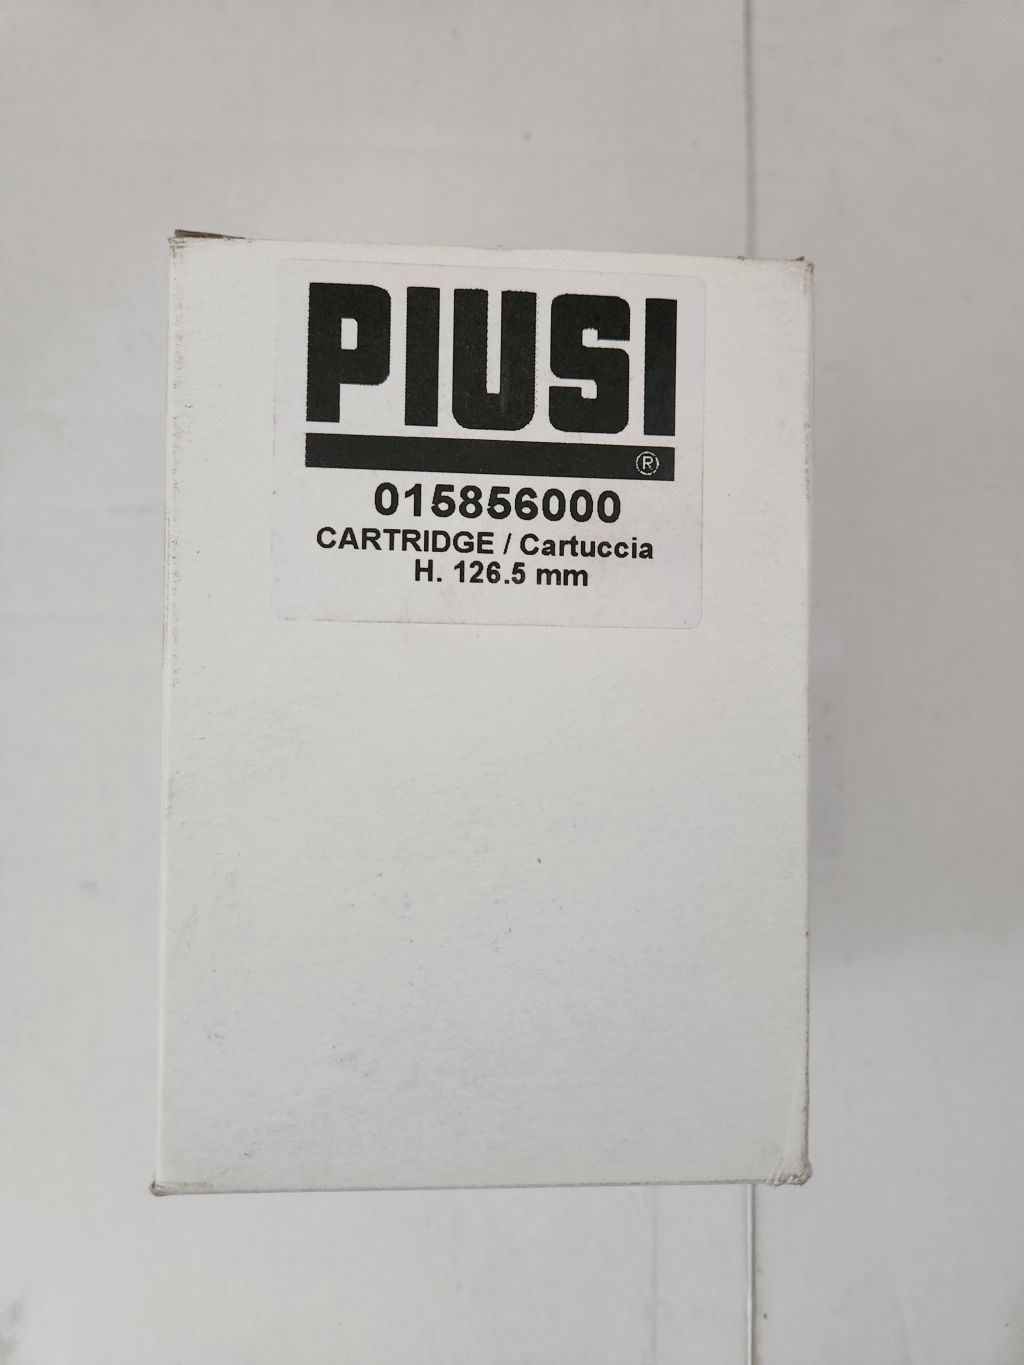 PIUSI
®
015856000
CARTRIDGE / Cartuccia
H. 126.5 mm